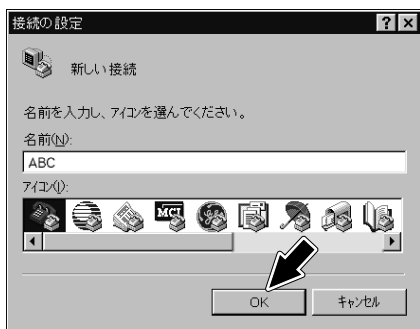 接続の設定
新しい接続
名前を入力し、アイコンを選んでください。
名前(N):
ABC
アイコン(I):
MCI
OK
キャンセル